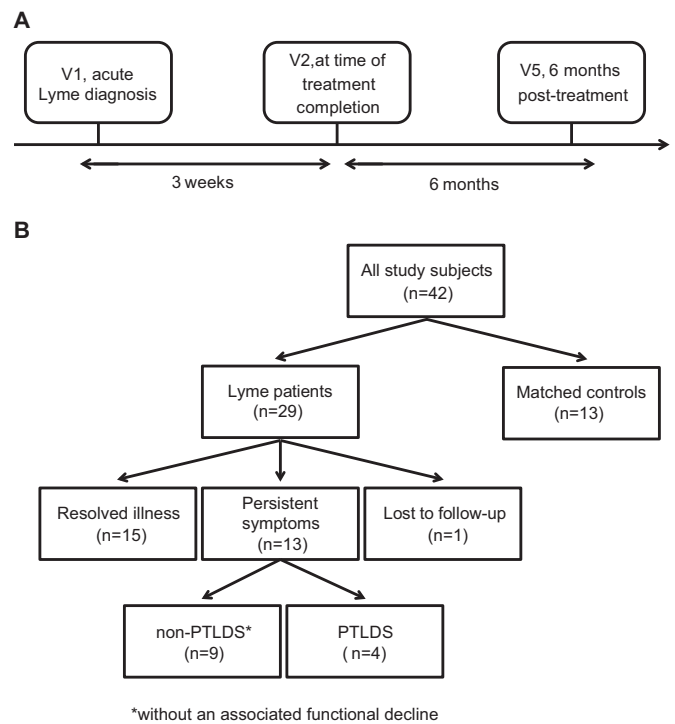 A
V1, acute
Lyme diagnosis
V2,at time of
treatment
completion
V5, 6 months
post-treatment
3 weeks
6 months
B
All study subjects
(n=42)
Lyme patients
(n=29)
Matched controls
(n=13)
Resolved illness
(n=15)
Persistent
symptoms
(n=13)
Lost to follow-up
(n=1)
non-PTLDS*
(n=9)
PTLDS
( n=4)
*without an associated functional decline